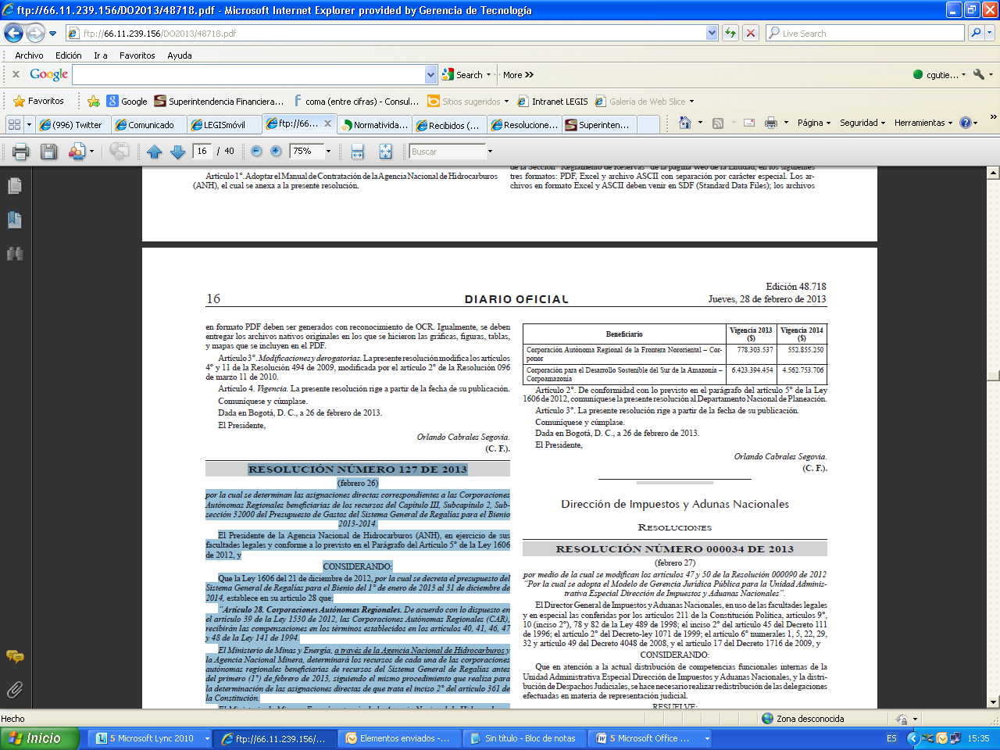 ftp://66.11.239.156/DO2013/48718.pdf - Microsoft Internet Explorer provided by Gerencia de Tecnología
ftp://66.11.239.156/DO2013/48718.pdf
Live Search
Archivo Edición Ir a Favoritos Ayuda
x Google Search More »
cgutie...
Favoritos Google Superintendencia Financiera... coma (entre cifras) - Consul... Sitios sugeridos Intranet LEGIS Galería de Web Slice
(996) Twitter Comunicado LEGISmóvil ftp://66.... Normativida... Recibidos (... Resolucione... Superinten...
Página Seguridad Herramientas »
16 / 40 75% Buscar
Artículo 1°. Adoptar el Manual de Contratación de la Agencia Nacional de Hidrocarburos
(ANH), el cual se anexa a la presente resolución.
de la Sección "Reglamento de Reservas" de la página web de la Entidad, en los siguientes
tres formatos: PDF, Excel y archivo ASCII con separación por carácter especial. Los ar-
chivos en formato Excel y ASCII deben venir en SDF (Standard Data Files); los archivos
Edición 48.718
16 DIARIO OFICIAL Jueves, 28 de febrero de 2013
en formato PDF deben ser generados con reconocimiento de OCR. Igualmente, se deben
entregar los archivos nativos originales en los que se hicieron las gráficas, figuras, tablas,
y mapas que se incluyen en el PDF.
Artículo 3°. Modificaciones y derogatorias. La presente resolución modifica los artículos
4° y 11 de la Resolución 494 de 2009, modificada por el artículo 2° de la Resolución 096
de marzo 11 de 2010.
Artículo 4. Vigencia. La presente resolución rige a partir de la fecha de su publicación.
Comuníquese y cúmplase.
Dada en Bogotá, D. C., a 26 de febrero de 2013.
El Presidente,
Orlando Cabrales Segovia.
(C. F.).
RESOLUCIÓN NÚMERO 127 DE 2013
(febrero 26)
por la cual se determinan las asignaciones directas correspondientes a las Corporaciones
Autónomas Regionales beneficiarias de los recursos del Capítulo III, Subcapítulo 2, Sub-
sección 32000 del Presupuesto de Gastos del Sistema General de Regalías para el Bienio
2013-2014.
El Presidente de la Agencia Nacional de Hidrocarburos (ANH), en ejercicio de sus
facultades legales y conforme a lo previsto en el Parágrafo del Artículo 5° de la Ley 1606
de 2012, y
CONSIDERANDO:
Que la Ley 1606 del 21 de diciembre de 2012, por la cual se decreta el presupuesto del
Sistema General de Regalías para el Bienio del 1° de enero de 2013 al 31 de diciembre de
2014, establece en su artículo 28 que:
"Artículo 28. Corporaciones Autónomas Regionales. De acuerdo con lo dispuesto en
el artículo 39 de la Ley 1530 de 2012, las Corporaciones Autónomas Regionales (CAR),
recibirán las compensaciones en los términos establecidos en los artículos 40, 41, 46, 47
y 48 de la Ley 141 de 1994.
El Ministerio de Minas y Energía, a través de la Agencia Nacional de Hidrocarburos y
la Agencia Nacional Minera, determinará los recursos de cada una de las corporaciones
autónomas regionales beneficiarias de recursos del Sistema General de Regalías antes
del primero (1°) de febrero de 2013, siguiendo el mismo procedimiento que realiza para
la determinación de las asignaciones directas de que trata el inciso 2° del artículo 361 de
la Constitución.
Beneficiario Vigencia 2013 ($) Vigencia 2014 ($)
Corporación Autónoma Regional de la Frontera Nororiental – Cor-
ponor 778.303.537 552.855.250
Corporación para el Desarrollo Sostenible del Sur de la Amazonia –
Corpoamazonia 6.423.394.454 4.562.753.706
Artículo 2°. De conformidad con lo previsto en el parágrafo del artículo 5° de la Ley
1606 de 2012, comuníquese la presente resolución al Departamento Nacional de Planeación.
Artículo 3°. La presente resolución rige a partir de la fecha de su publicación.
Comuníquese y cúmplase.
Dada en Bogotá, D. C., a 26 de febrero de 2013.
El Presidente,
Orlando Cabrales Segovia.
(C. F.).
Dirección de Impuestos y Adunas Nacionales
RESOLUCIONES
RESOLUCIÓN NÚMERO 000034 DE 2013
(febrero 27)
por medio de la cual se modifican los artículos 47 y 50 de la Resolución 000090 de 2012
"Por la cual se adopta el Modelo de Gerencia Jurídica Pública para la Unidad Adminis-
trativa Especial Dirección de Impuestos y Aduanas Nacionales".
El Director General de Impuestos y Aduanas Nacionales, en uso de las facultades legales
y en especial las conferidas por los artículos 211 de la Constitución Política, artículos 9°,
10 (inciso 2°), 78 y 82 de la Ley 489 de 1998; el inciso 2° del artículo 45 del Decreto 111
de 1996; el artículo 2° del Decreto-ley 1071 de 1999; el artículo 6° numerales 1, 5, 22, 29,
32 y artículo 49 del Decreto 4048 de 2008, y el artículo 17 del Decreto 1716 de 2009, y
CONSIDERANDO:
Que en atención a la actual distribución de competencias funcionales internas de la
Unidad Administrativa Especial Dirección de Impuestos y Aduanas Nacionales, y la distri-
bución de Despachos Judiciales, se hace necesario realizar redistribución de las delegaciones
efectuadas en materia de representación judicial.
RESUELVE:
Hecho Zona desconocida
Inicio 5 Microsoft Lync 2010 ftp://66.11.239.156/... Elementos enviados -... Sin título - Bloc de notas 5 Microsoft Office ... ES 15:35